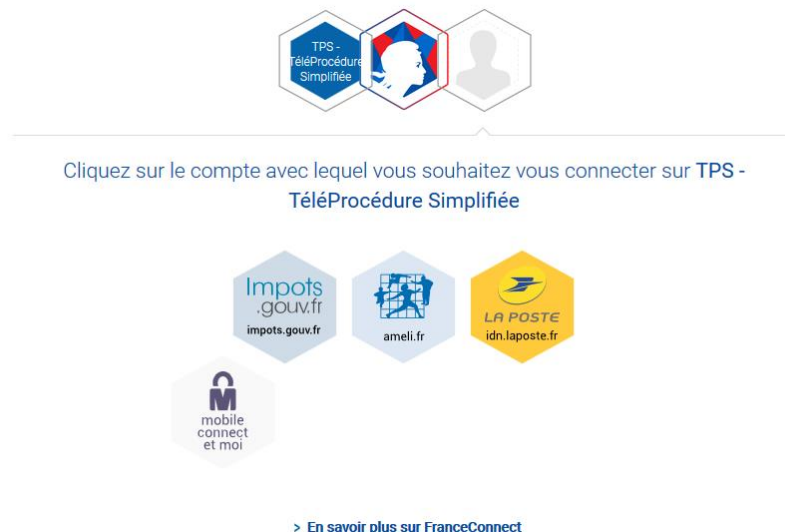 TPS -
TéléProcédure
Simplifiée
Cliquez sur le compte avec lequel vous souhaitez vous connecter sur TPS -
TéléProcédure Simplifiée
Impots
.gouv.fr
impots.gouv.fr
ameli.fr
LA POSTE
idn.laposte.fr
mobile
connect
et moi
> En savoir plus sur FranceConnect